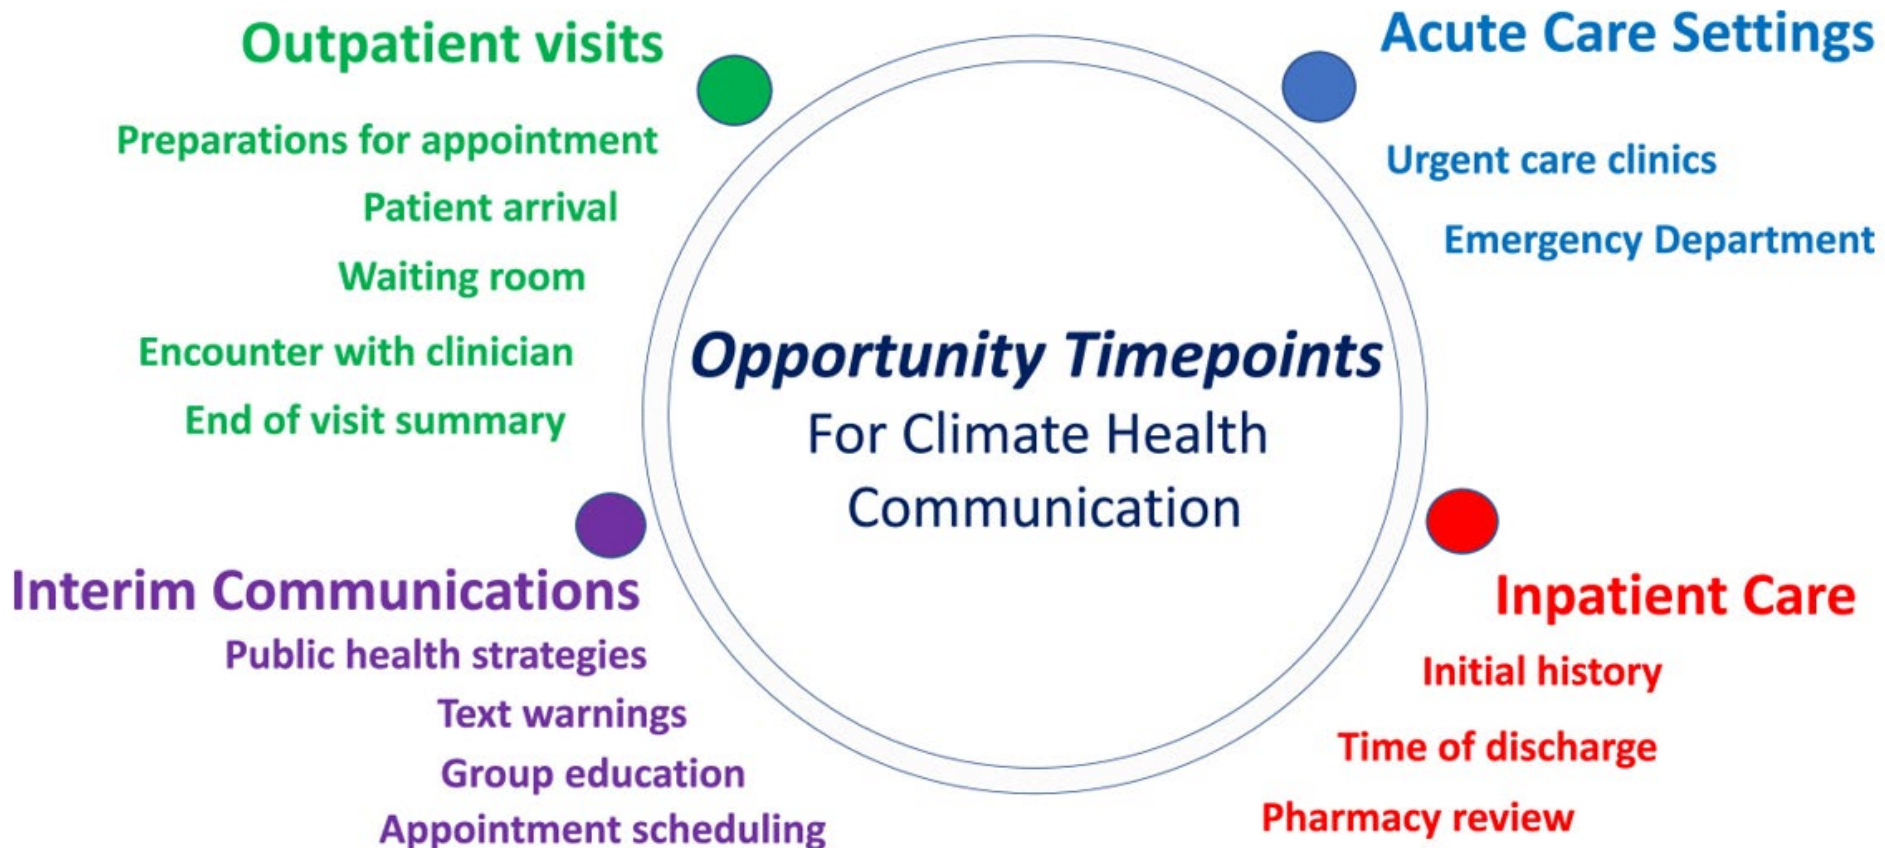 Outpatient visits
Preparations for appointment
Patient arrival
Waiting room
Encounter with clinician
End of visit summary
Acute Care Settings
Urgent care clinics
Emergency Department
Opportunity Timepoints
For Climate Health
Communication
Interim Communications
Public health strategies
Text warnings
Group education
Appointment scheduling
Inpatient Care
Initial history
Time of discharge
Pharmacy review